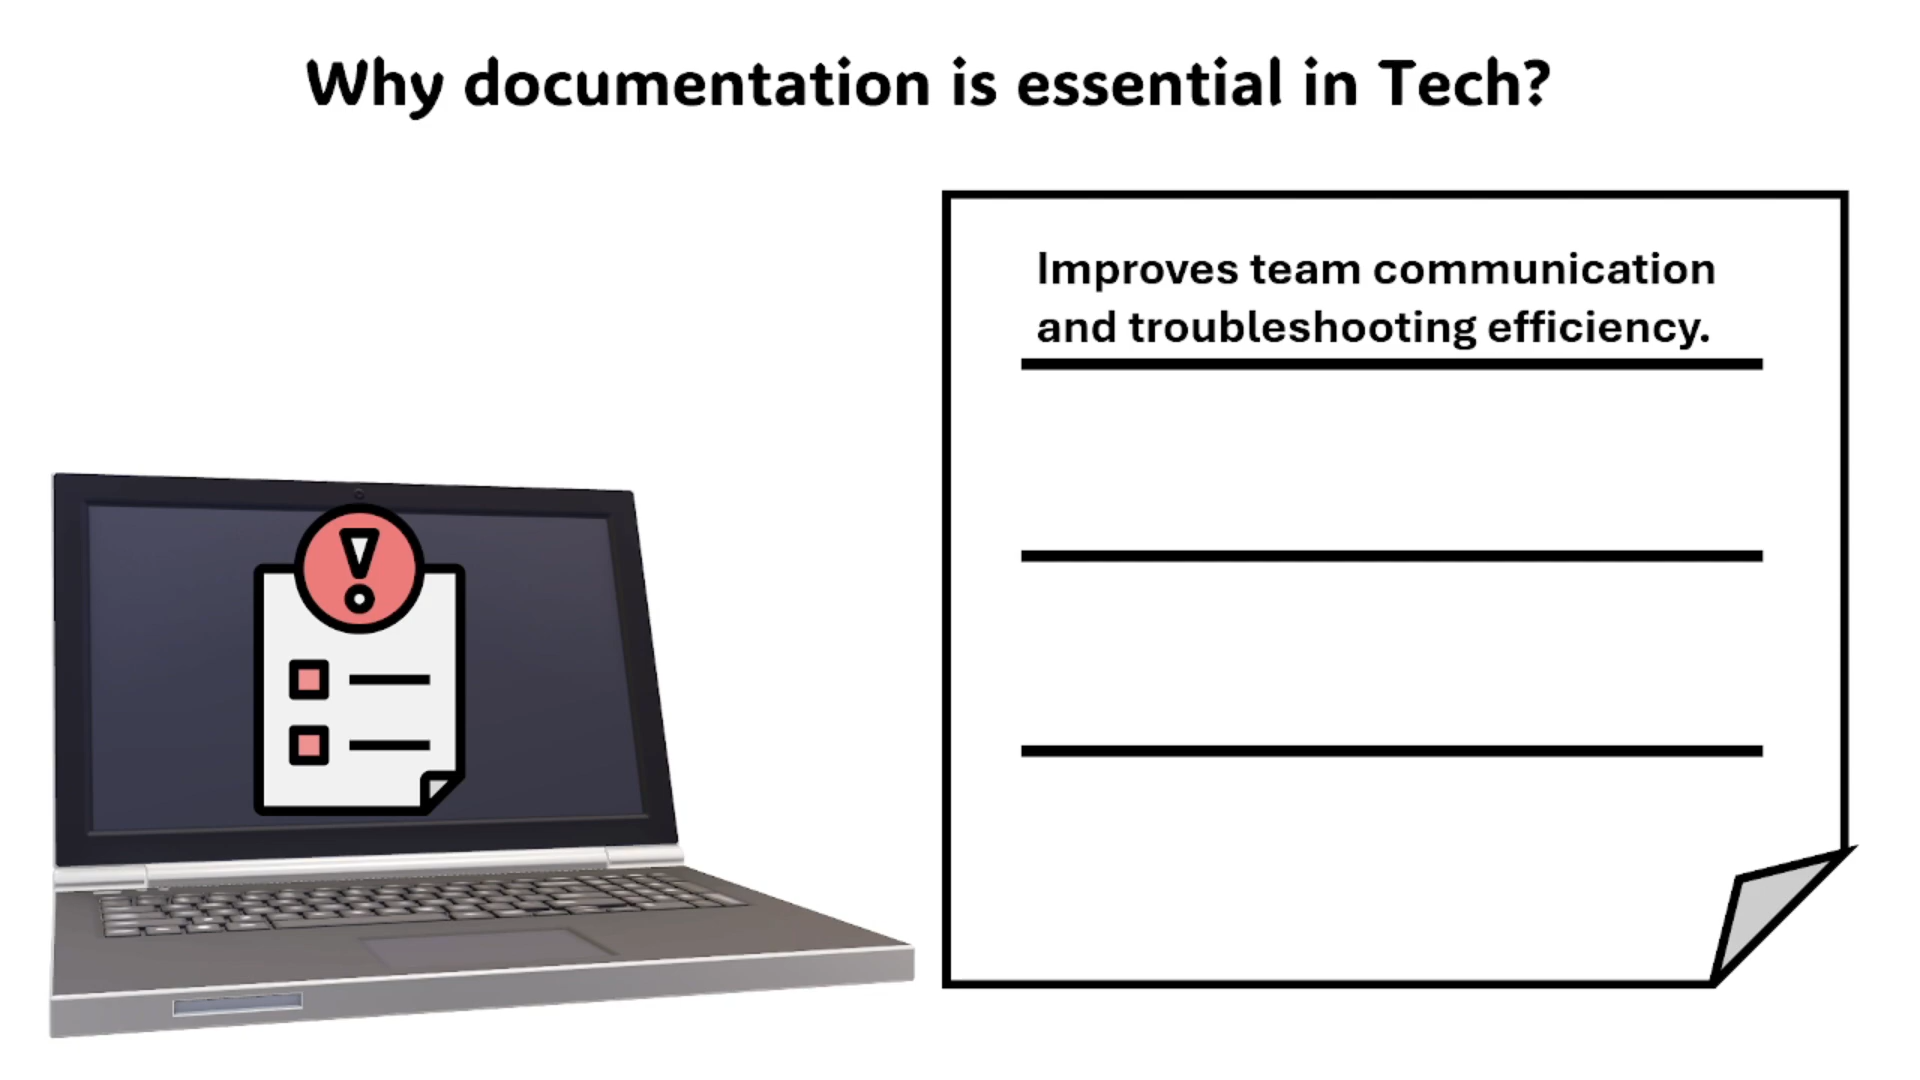 Why documentation is essential in Tech?
Improves team communication
and troubleshooting efficiency.